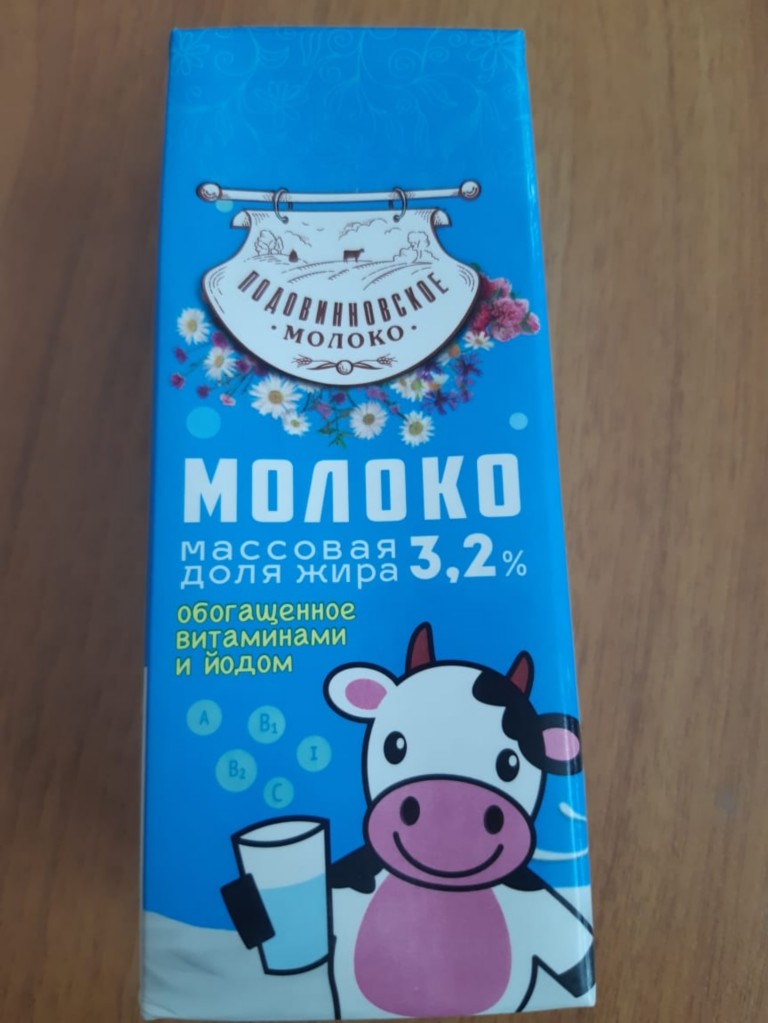 ПОДОВИННОВСКОЕ
·МОЛОКО·
МОЛОКО
массовая
доля жира 3,2%
обогащенное
витаминами
и йодом
A
B1
I
B2
C